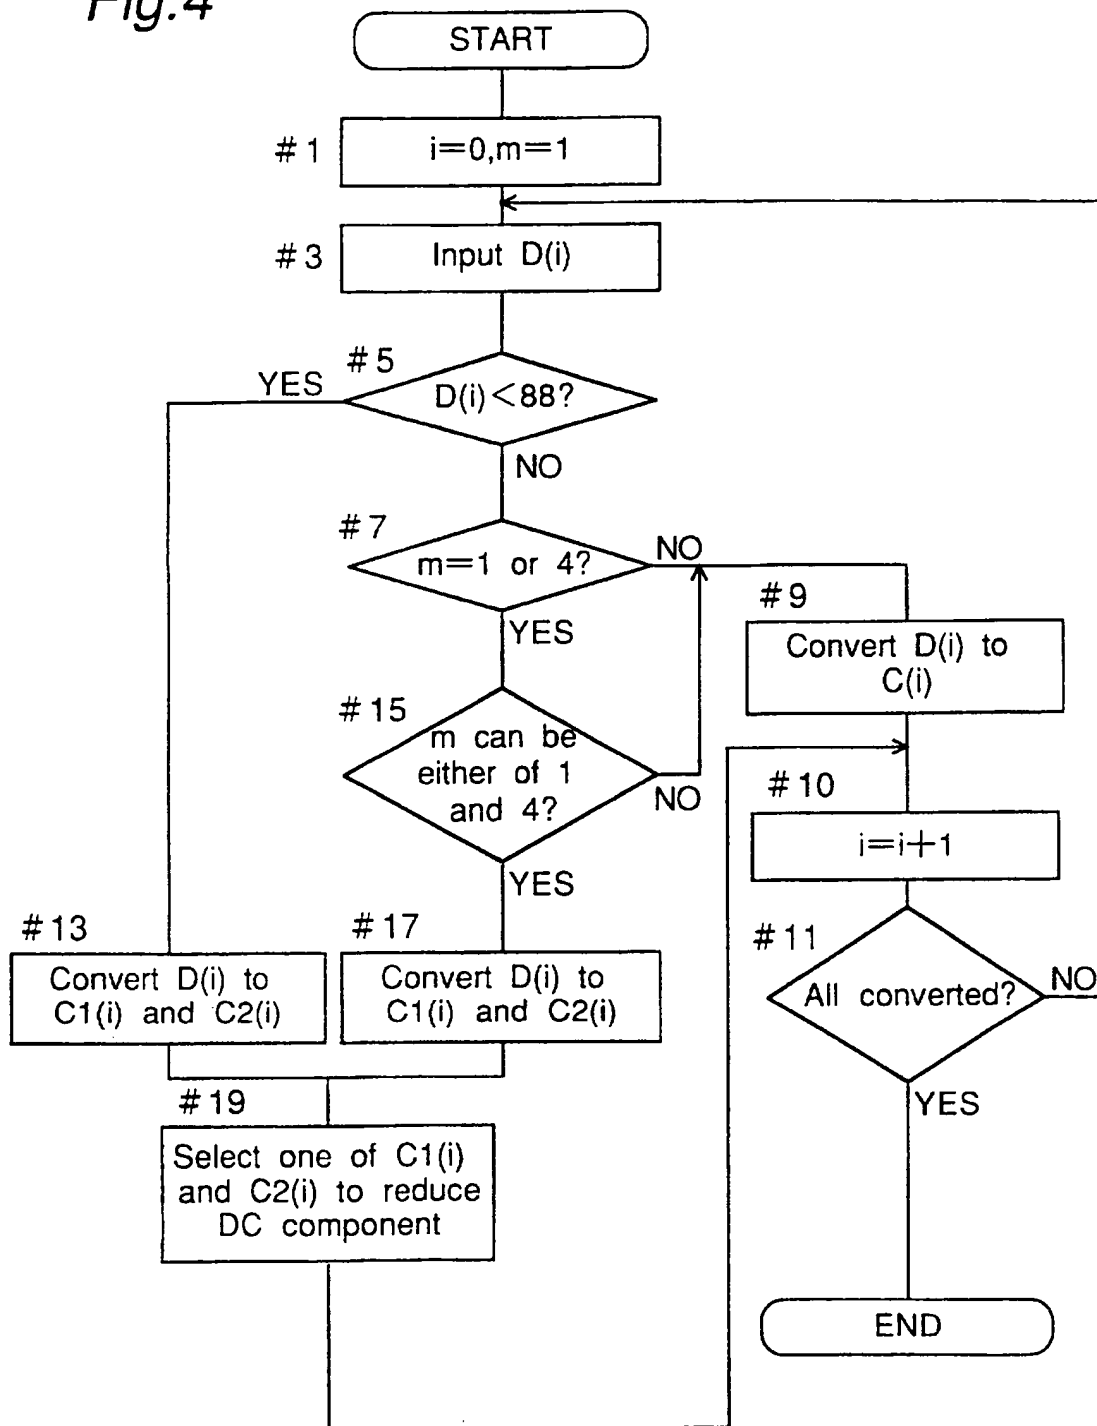 Fig.4
START
#1
i=0,m=1
#3
Input D(i)
#5
YES
D(i)<88?
NO
#7
m=1 or 4?
NO
YES
#9
Convert D(i) to
C(i)
#15
m can be
either of 1
and 4?
NO
YES
#10
i=i+1
#11
All converted?
NO
YES
#13
Convert D(i) to
C1(i) and C2(i)
#17
Convert D(i) to
C1(i) and C2(i)
#19
Select one of C1(i)
and C2(i) to reduce
DC component
END